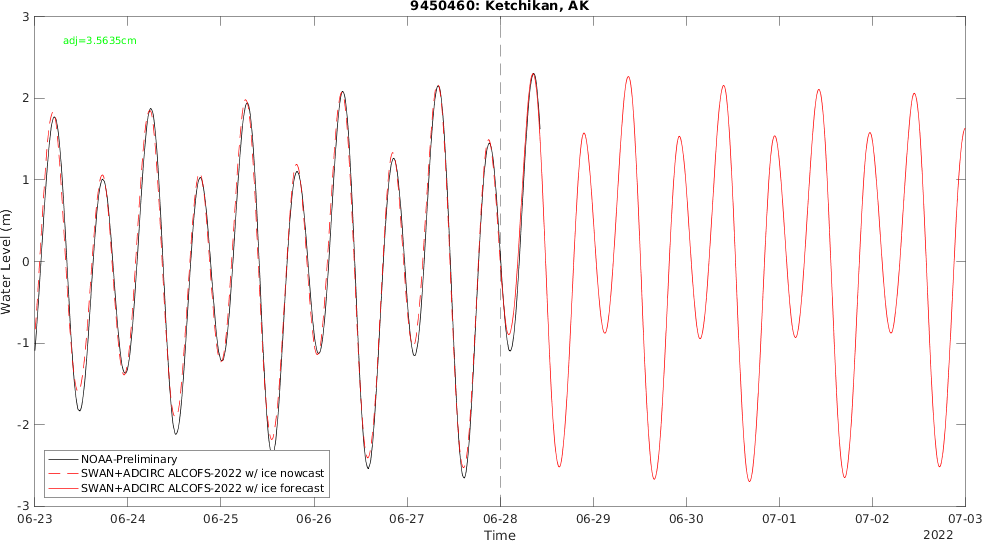 9450460: Ketchikan, AK
adj=3.5635cm
3
2
1
0
-1
-2
-3
Water Level (m)
NOAA-Preliminary
SWAN+ADCIRC ALCOFS-2022 w/ ice nowcast
SWAN+ADCIRC ALCOFS-2022 w/ ice forecast
06-23 06-24 06-25 06-26 06-27 06-28 06-29 06-30 07-01 07-02 07-03
Time
2022